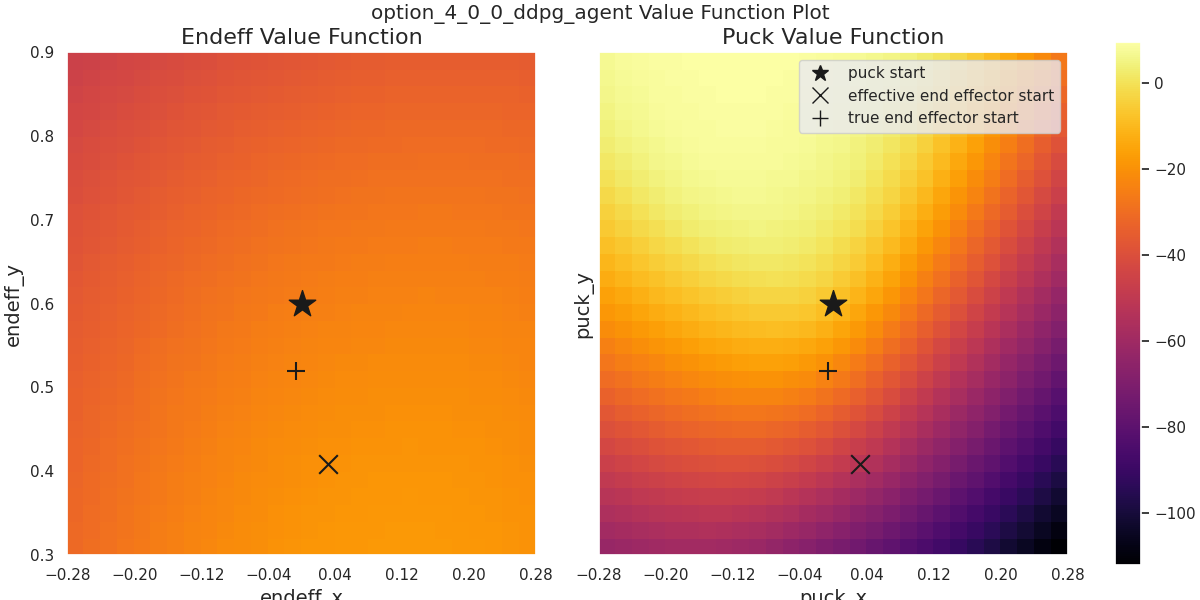 option_4_0_0_ddpg_agent Value Function Plot
Endeff Value Function
Puck Value Function
puck start
effective end effector start
true end effector start
0.9
0.8
0.7
0.6
0.5
0.4
0.3
endeff_y
puck_y
−0.28 −0.20 −0.12 −0.04 0.04 0.12 0.20 0.28
−0.28 −0.20 −0.12 −0.04 0.04 0.12 0.20 0.28
endeff_x
puck_x
0
−20
−40
−60
−80
−100